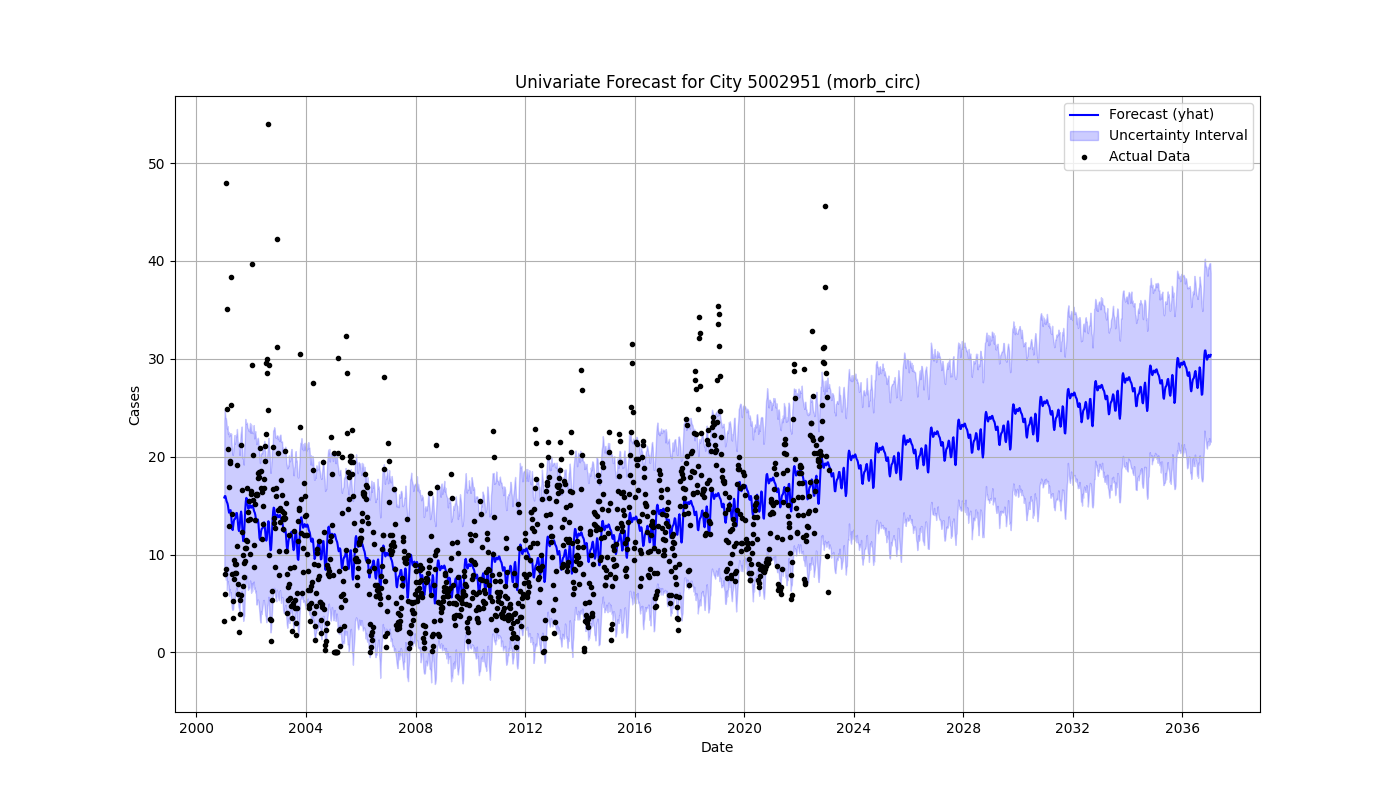 Univariate Forecast for City 5002951 (morb_circ)
Forecast (yhat)
Uncertainty Interval
Actual Data
Cases
50
40
30
20
10
0
2000 2004 2008 2012 2016 2020 2024 2028 2032 2036
Date